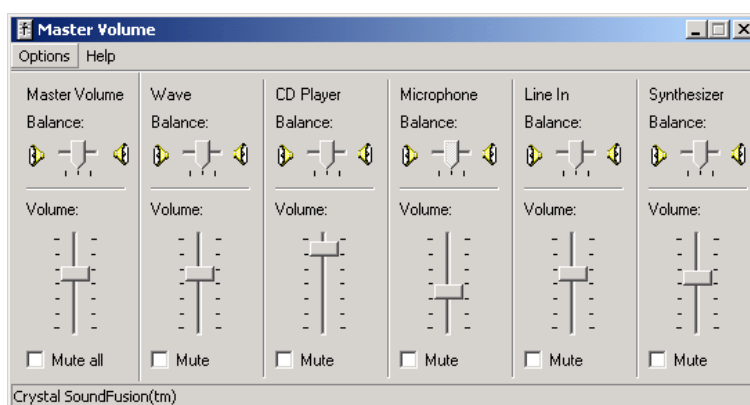 Master Volume
Options Help
Master Volume Wave CD Player Microphone Line In Synthesizer
Balance: Balance: Balance: Balance: Balance: Balance:
Volume: Volume: Volume: Volume: Volume: Volume:
Mute all Mute Mute Mute Mute Mute
Crystal SoundFusion(tm)